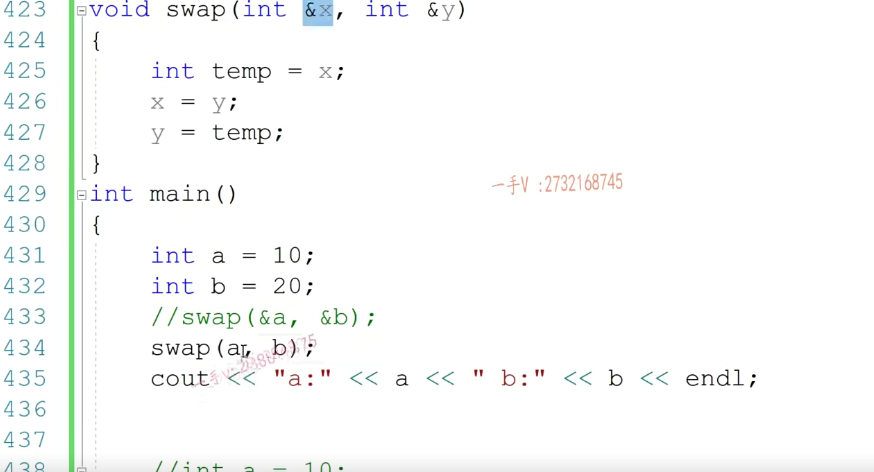 423 void swap(int &x, int &y)
424 {
425 int temp = x;
426 x = y;
427 y = temp;
428 }
一手V :2732168745
429 int main()
430 {
431 int a = 10;
432 int b = 20;
433 //swap(&a, &b);
434 swap(a, b);
435 cout << "a:" << a << " b:" << b << endl;
436
437
438 //int a = 10;